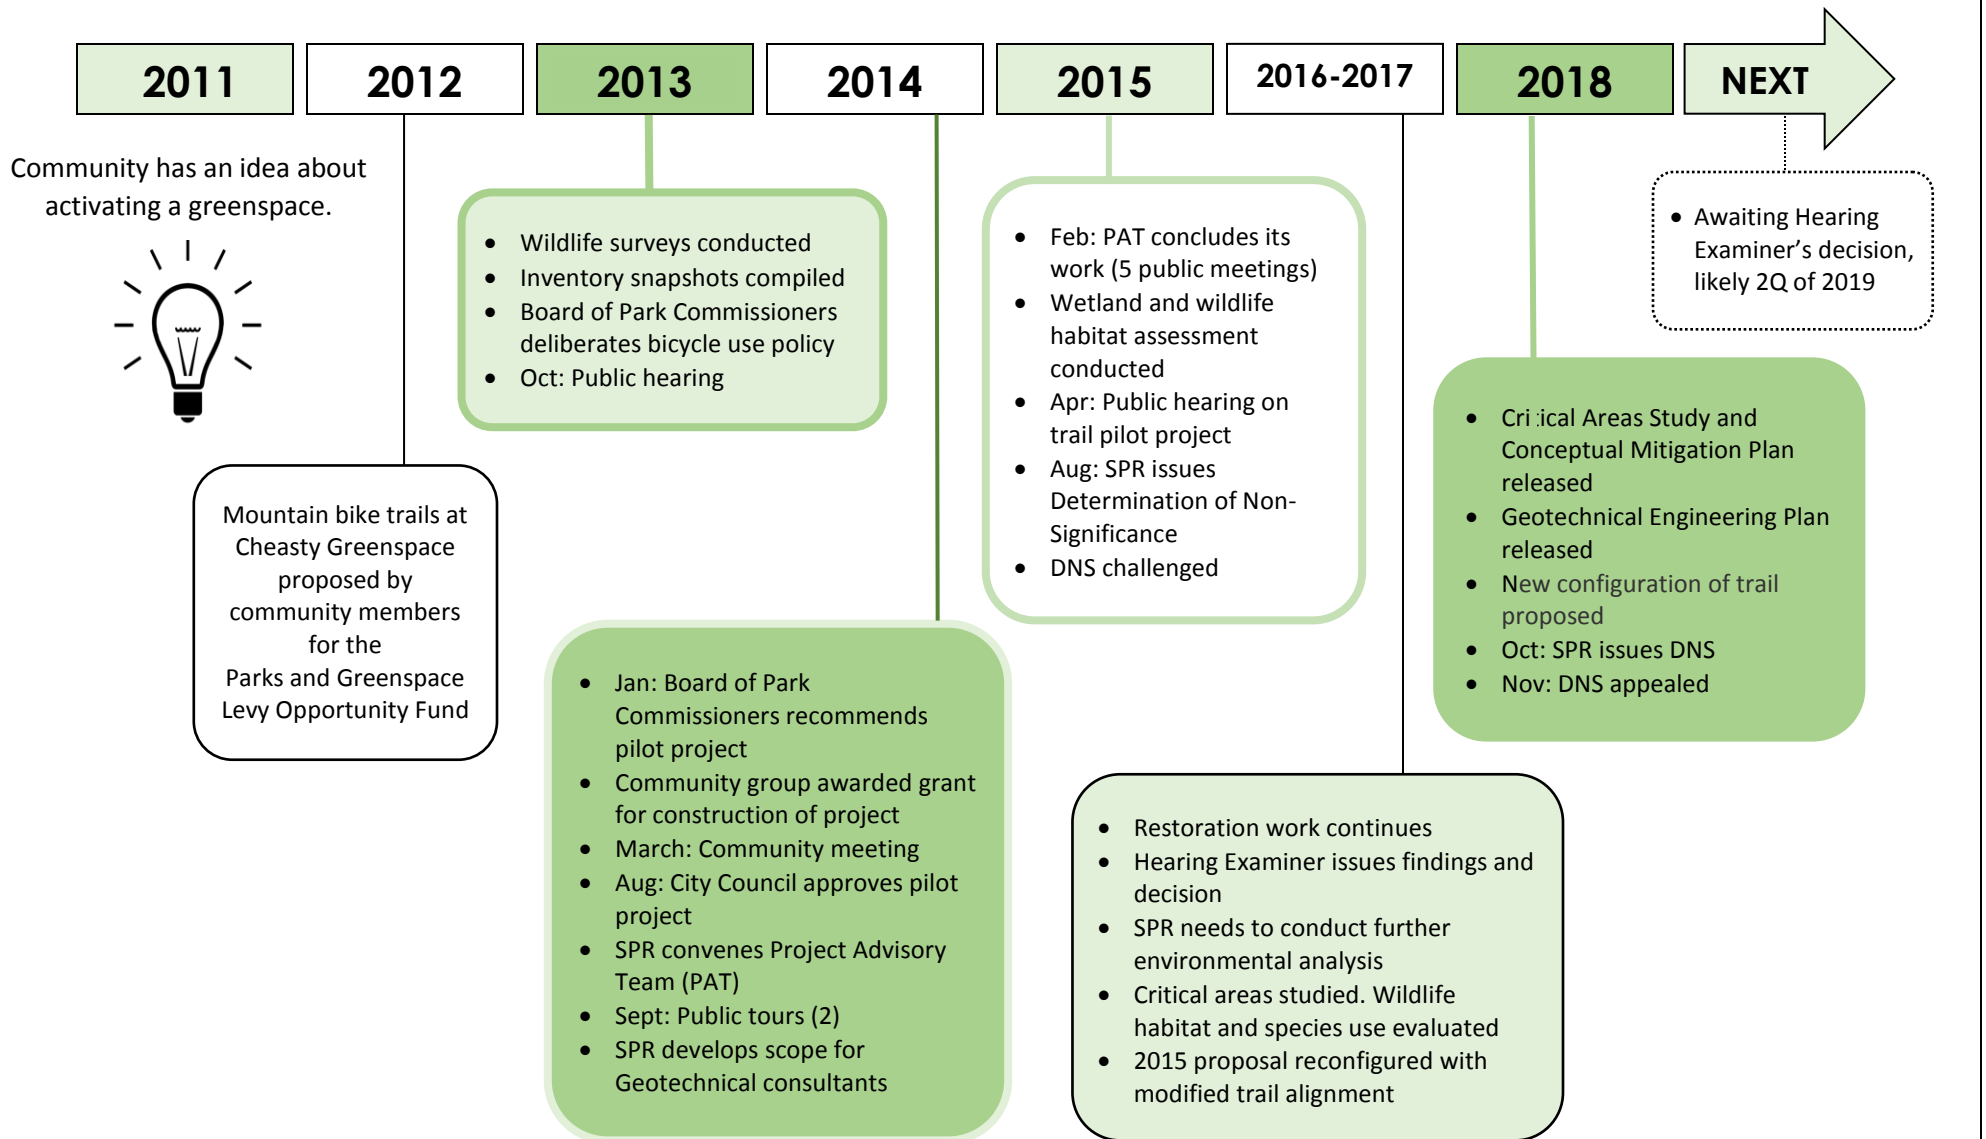 2011
2012
2013
2014
2015
2016-2017
2018
NEXT
Community has an idea about
activating a greenspace.
Mountain bike trails at
Cheasty Greenspace
proposed by
community members
for the
Parks and Greenspace
Levy Opportunity Fund
• Wildlife surveys conducted
• Inventory snapshots compiled
• Board of Park Commissioners
deliberates bicycle use policy
• Oct: Public hearing
• Jan: Board of Park
Commissioners recommends
pilot project
• Community group awarded grant
for construction of project
• March: Community meeting
• Aug: City Council approves pilot
project
• SPR convenes Project Advisory
Team (PAT)
• Sept: Public tours (2)
• SPR develops scope for
Geotechnical consultants
• Feb: PAT concludes its
work (5 public meetings)
• Wetland and wildlife
habitat assessment
conducted
• Apr: Public hearing on
trail pilot project
• Aug: SPR issues
Determination of Non-
Significance
• DNS challenged
• Restoration work continues
• Hearing Examiner issues findings and
decision
• SPR needs to conduct further
environmental analysis
• Critical areas studied. Wildlife
habitat and species use evaluated
• 2015 proposal reconfigured with
modified trail alignment
• Critical Areas Study and
Conceptual Mitigation Plan
released
• Geotechnical Engineering Plan
released
• New configuration of trail
proposed
• Oct: SPR issues DNS
• Nov: DNS appealed
• Awaiting Hearing
Examiner’s decision,
likely 2Q of 2019